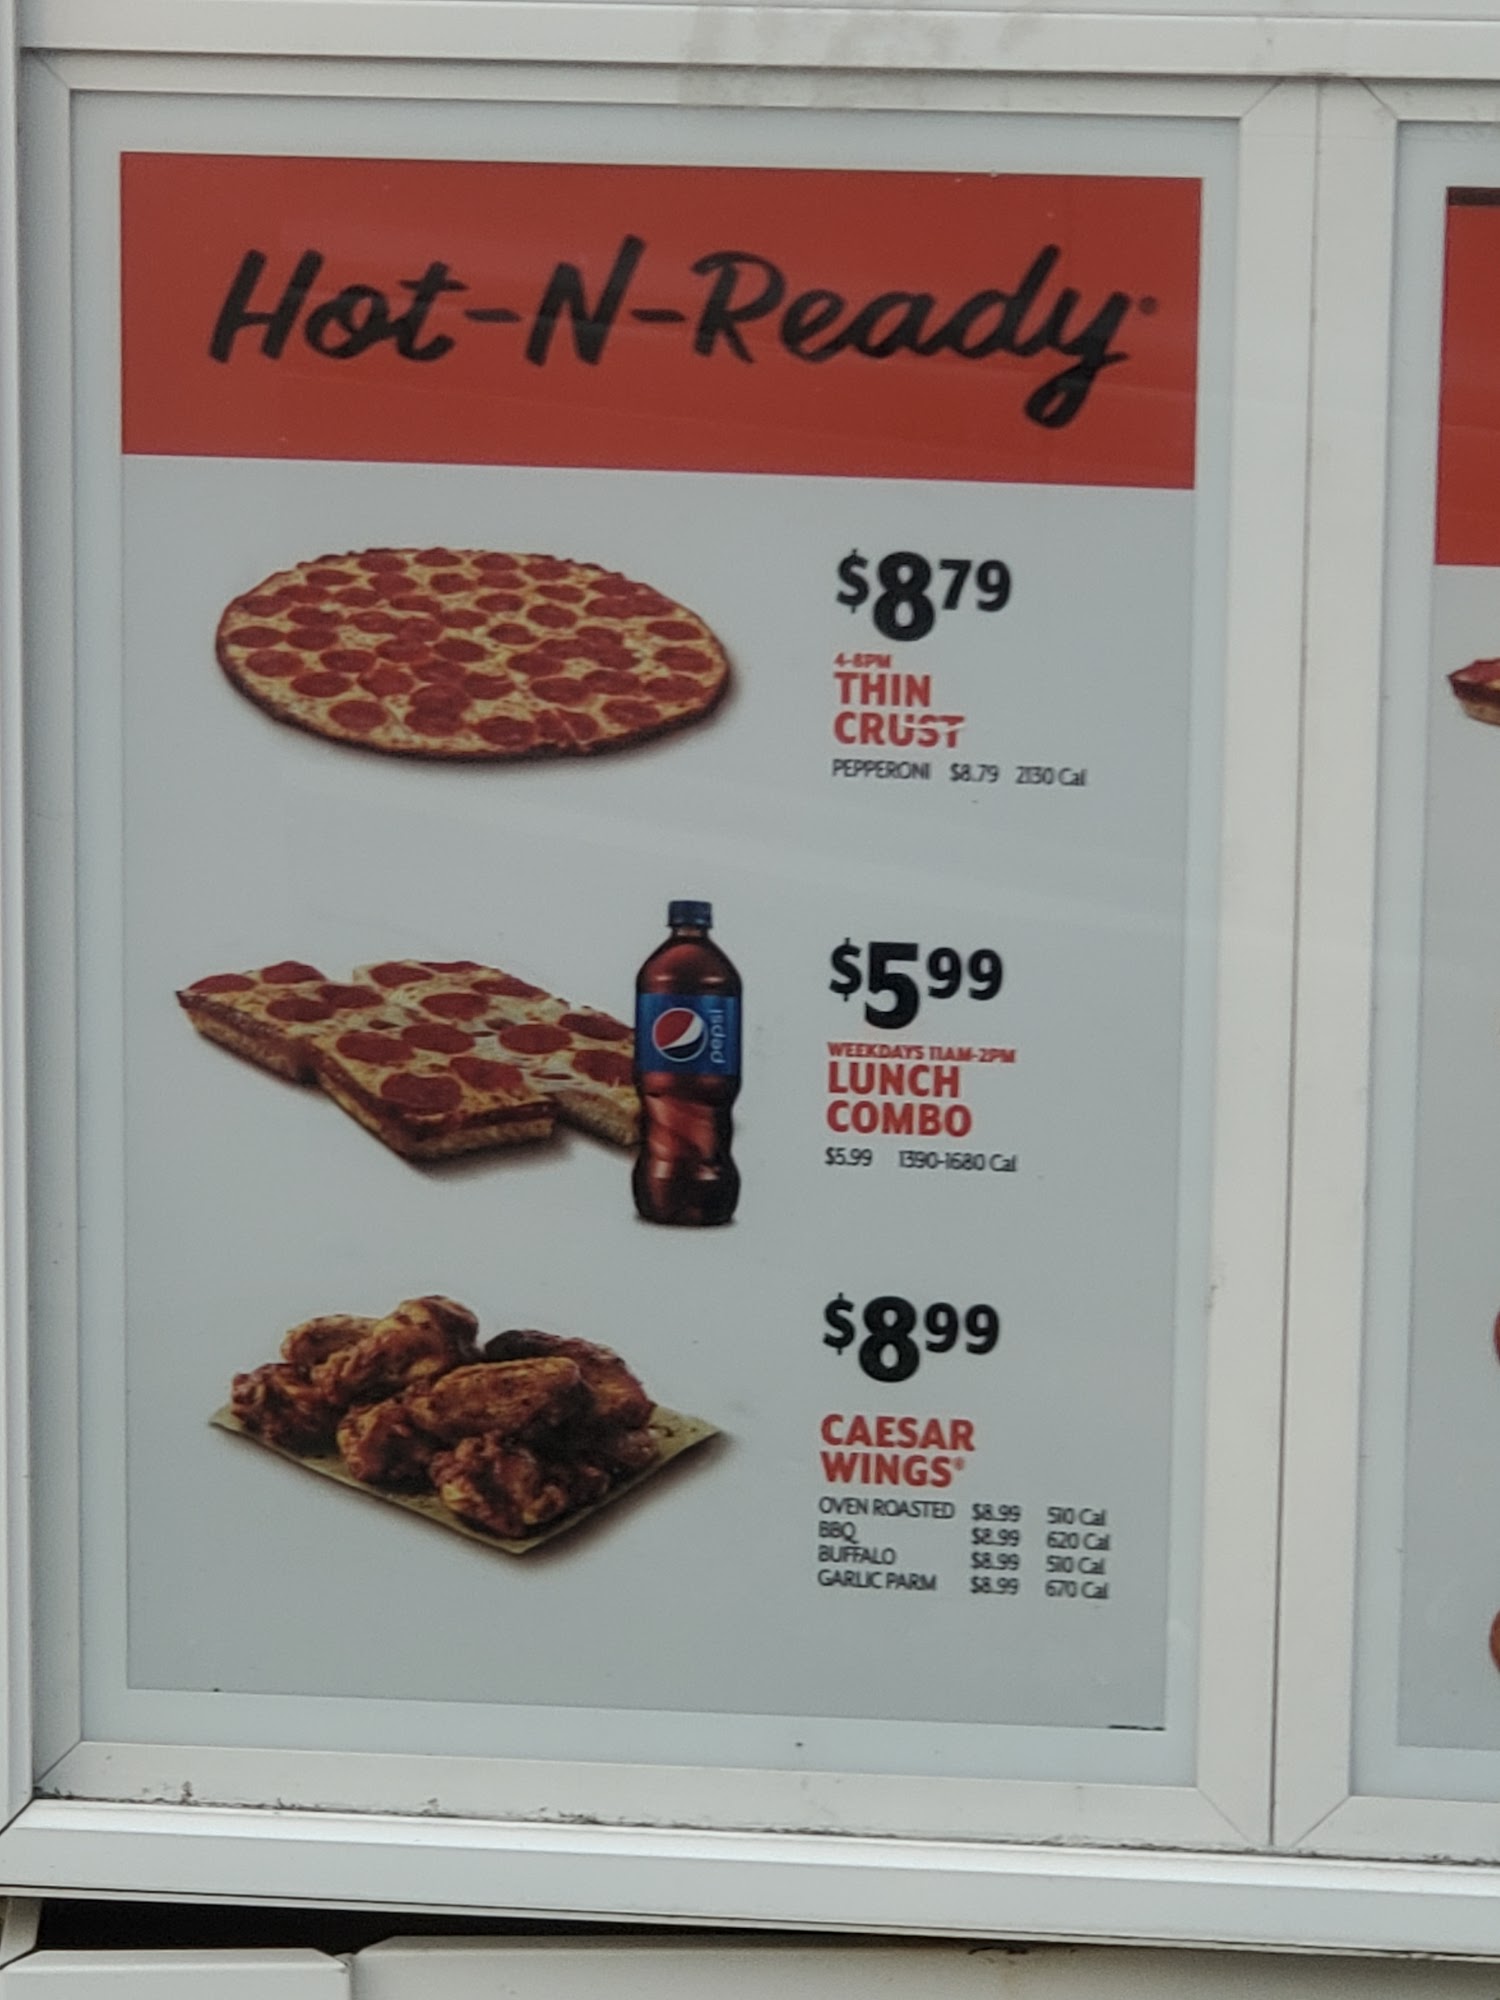 Hot-N-Ready®
$8 79
4-8PM
THIN
CRUST
PEPPERONI $8.79 2130 Cal
pepsi
$5 99
WEEKDAYS 11AM-2PM
LUNCH
COMBO
$5.99 1390-1680 Cal
$8 99
CAESAR
WINGS®
OVEN ROASTED $8.99 510 Cal
BBQ $8.99 620 Cal
BUFFALO $8.99 510 Cal
GARLIC PARM $8.99 670 Cal